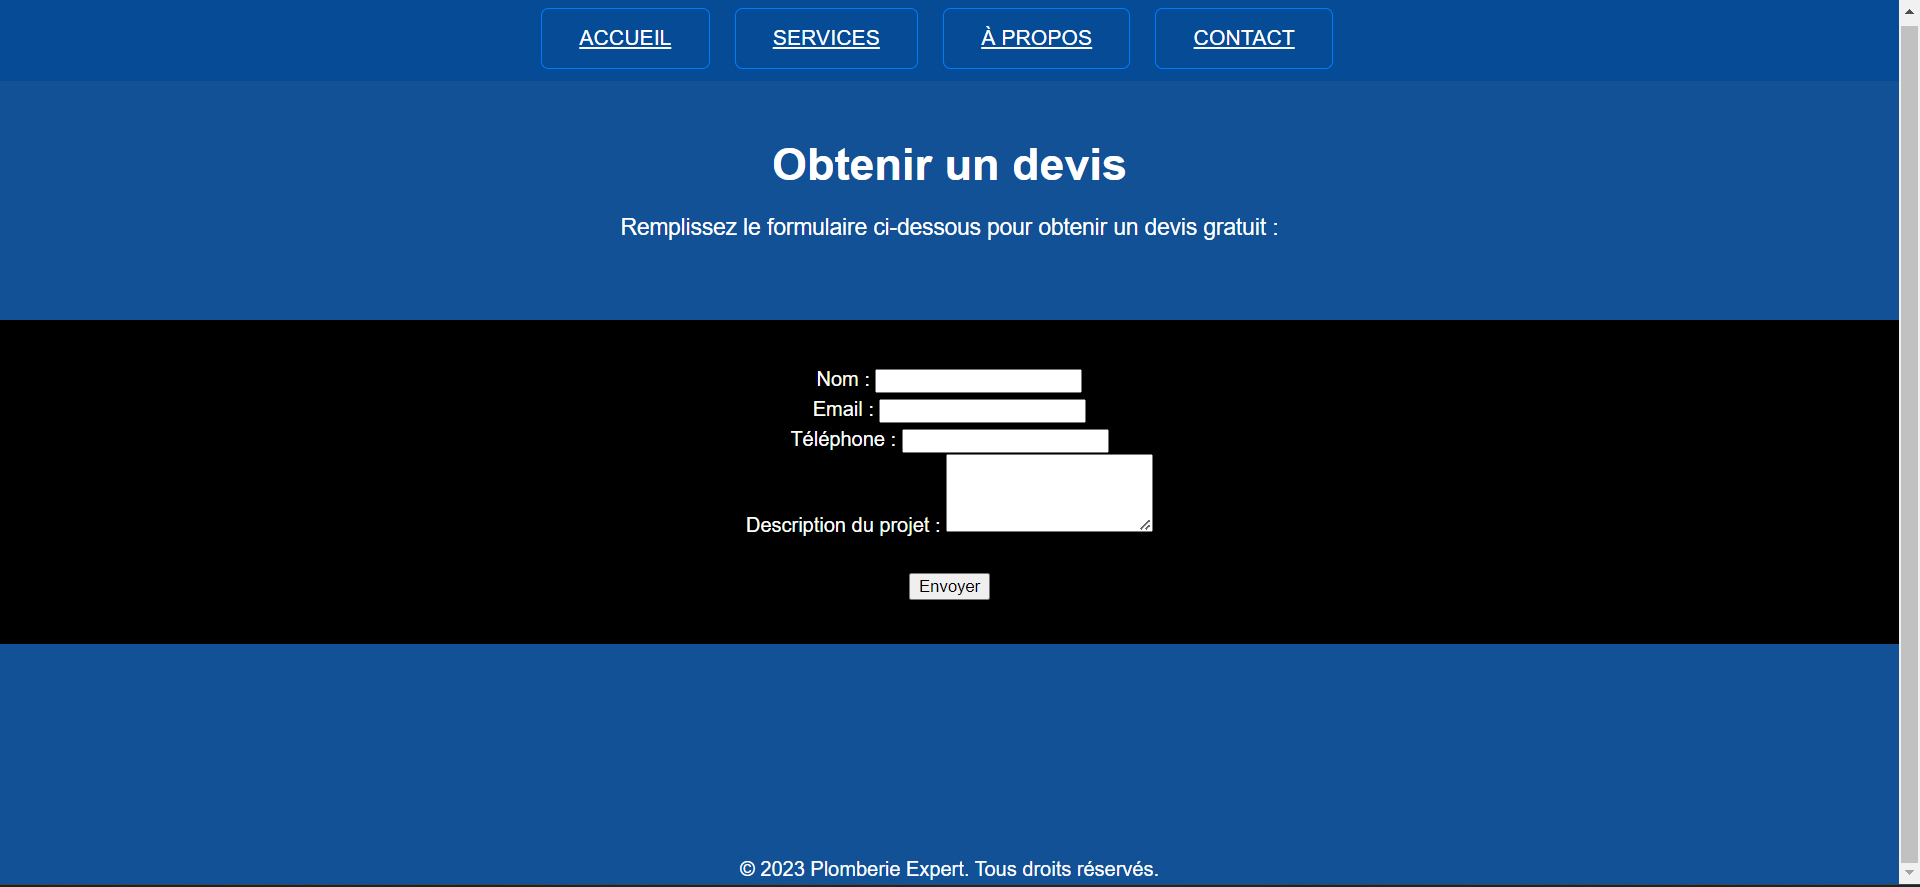 ACCUEIL SERVICES À PROPOS CONTACT
Obtenir un devis
Remplissez le formulaire ci-dessous pour obtenir un devis gratuit :
Nom :
Email :
Téléphone :
Description du projet :
Envoyer
© 2023 Plomberie Expert. Tous droits réservés.